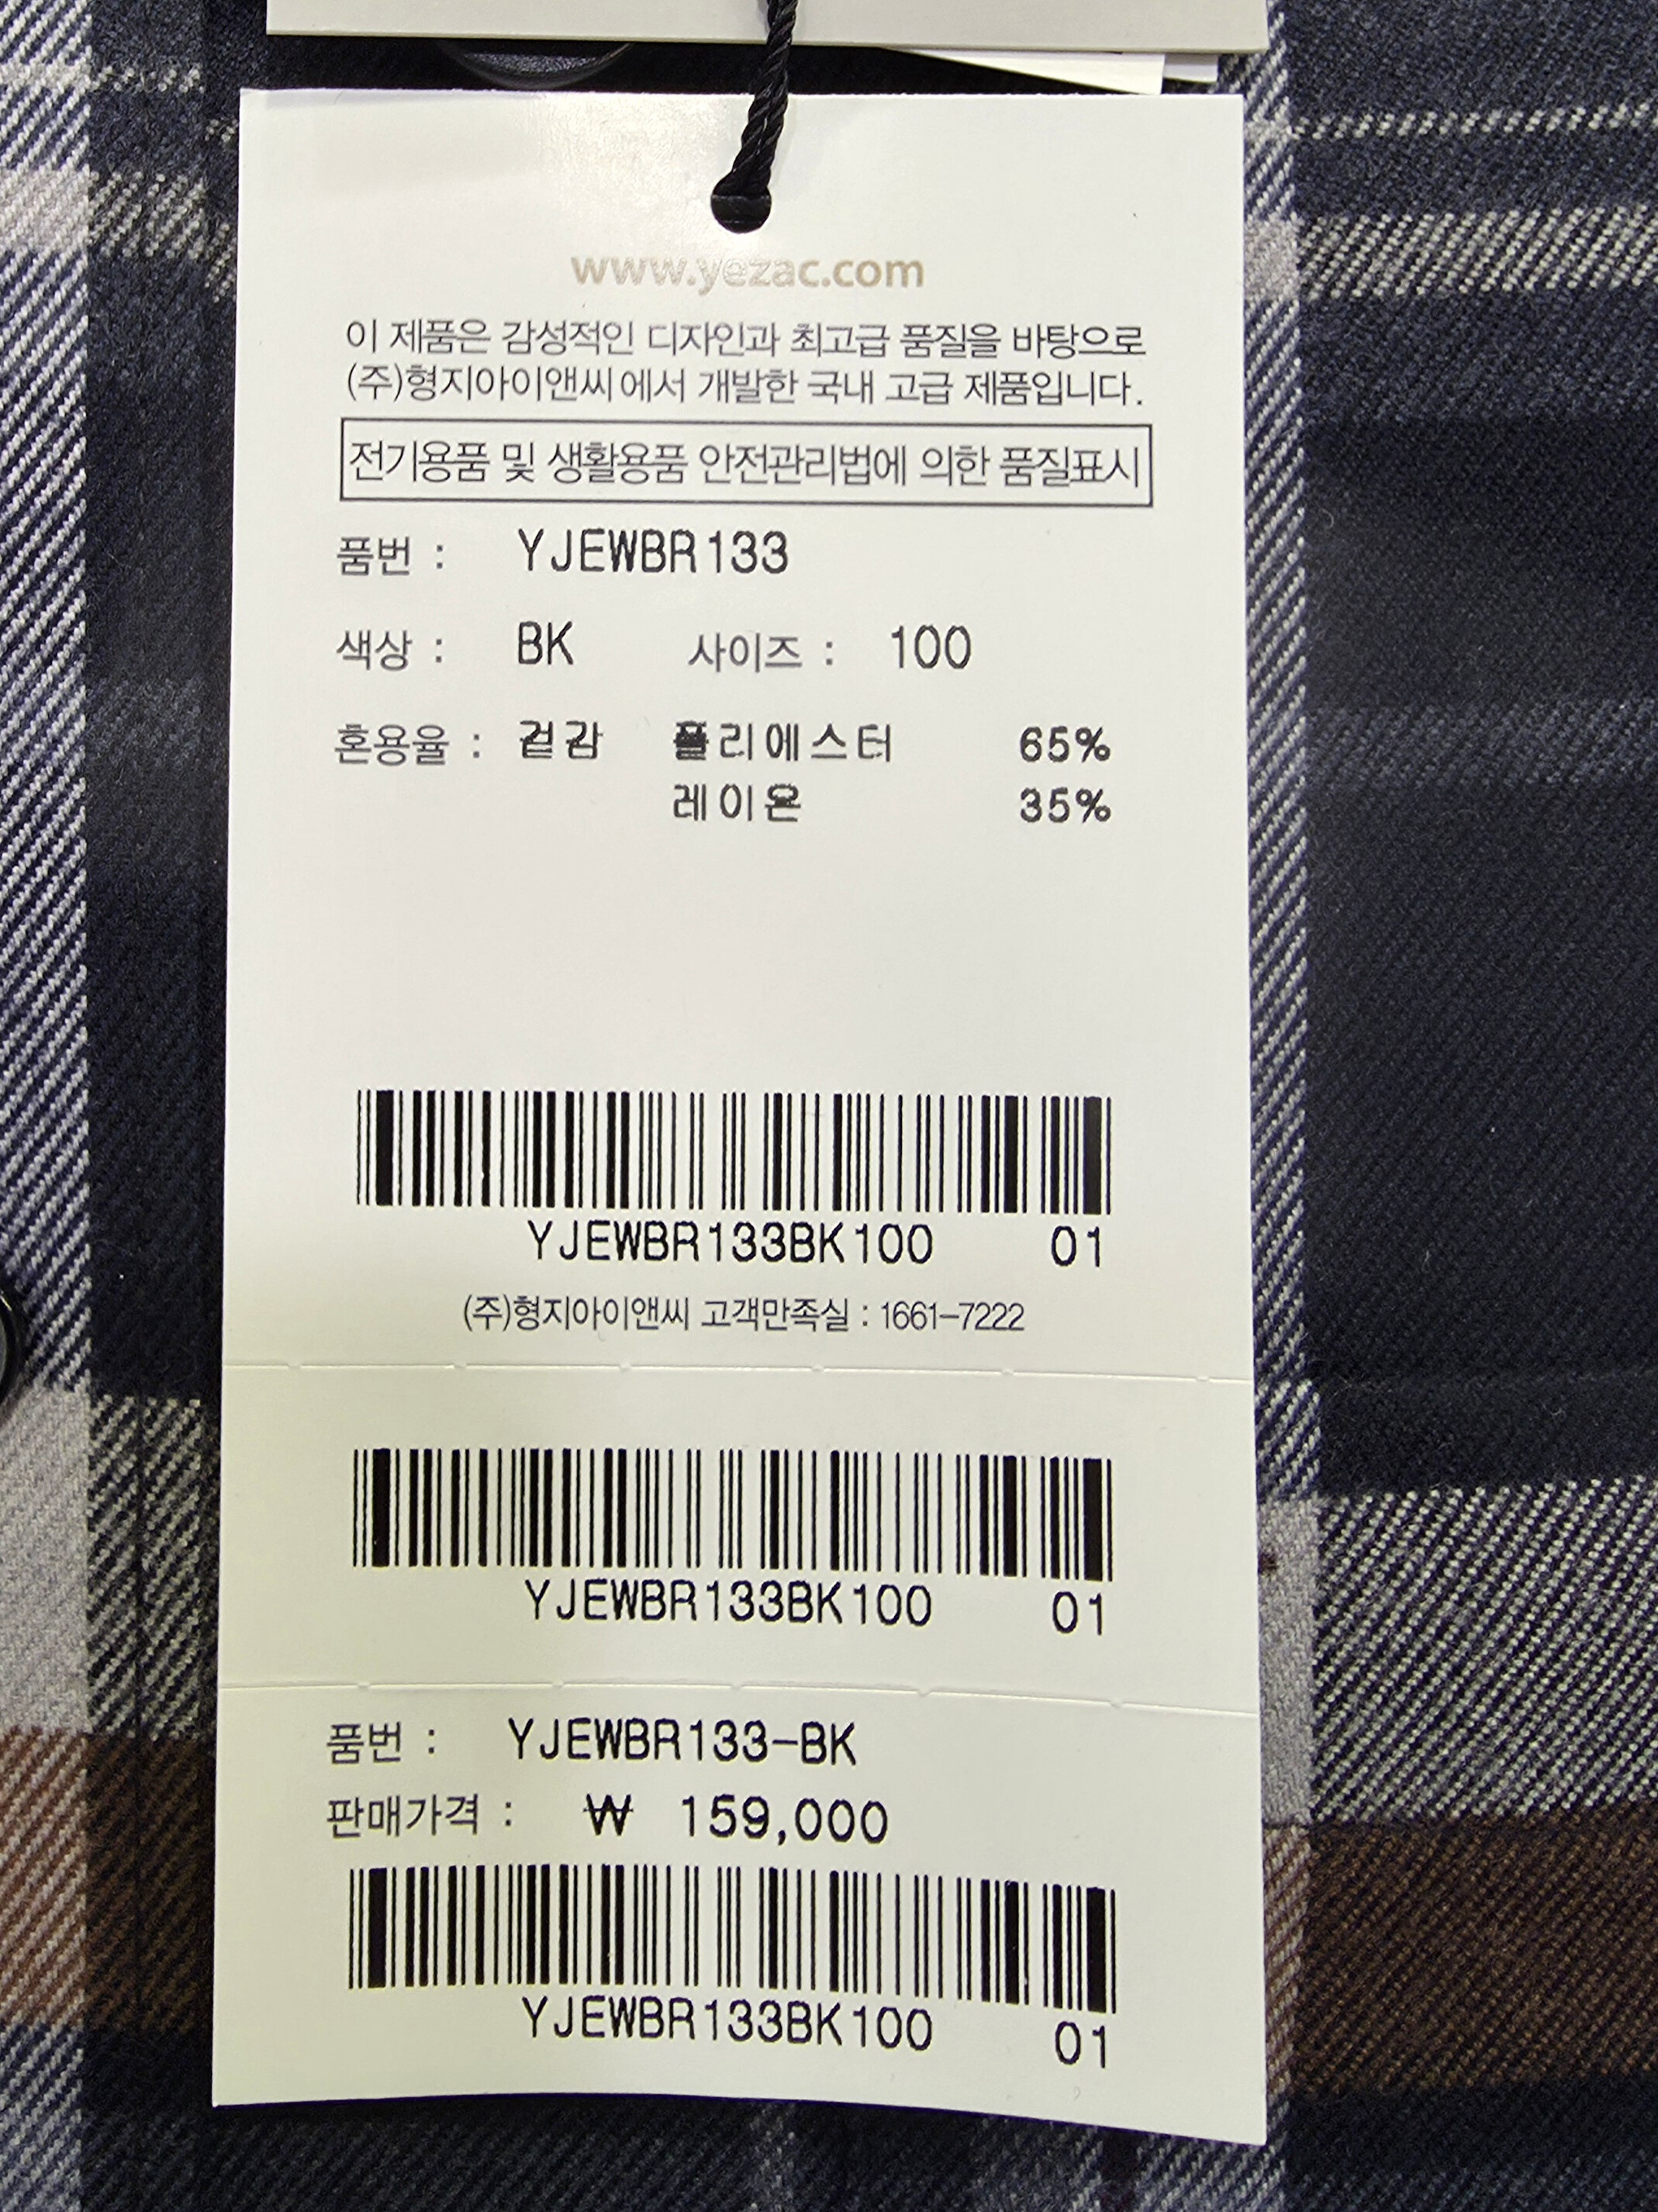 www.yezac.com
이 제품은 감성적인 디자인과 최고급 품질을 바탕으로
(주)형지아이앤씨에서 개발한 국내 고급 제품입니다.
전기용품 및 생활용품 안전관리법에 의한 품질표시
품번 : YJEWBR133
색상 : BK 사이즈 : 100
혼용율 : 겉감 폴리에스터 65%
레이온 35%
YJEWBR133BK100 01
(주)형지아이앤씨 고객만족실 : 1661-7222
YJEWBR133BK100 01
품번 : YJEWBR133-BK
판매가격 : ₩ 159,000
YJEWBR133BK100 01